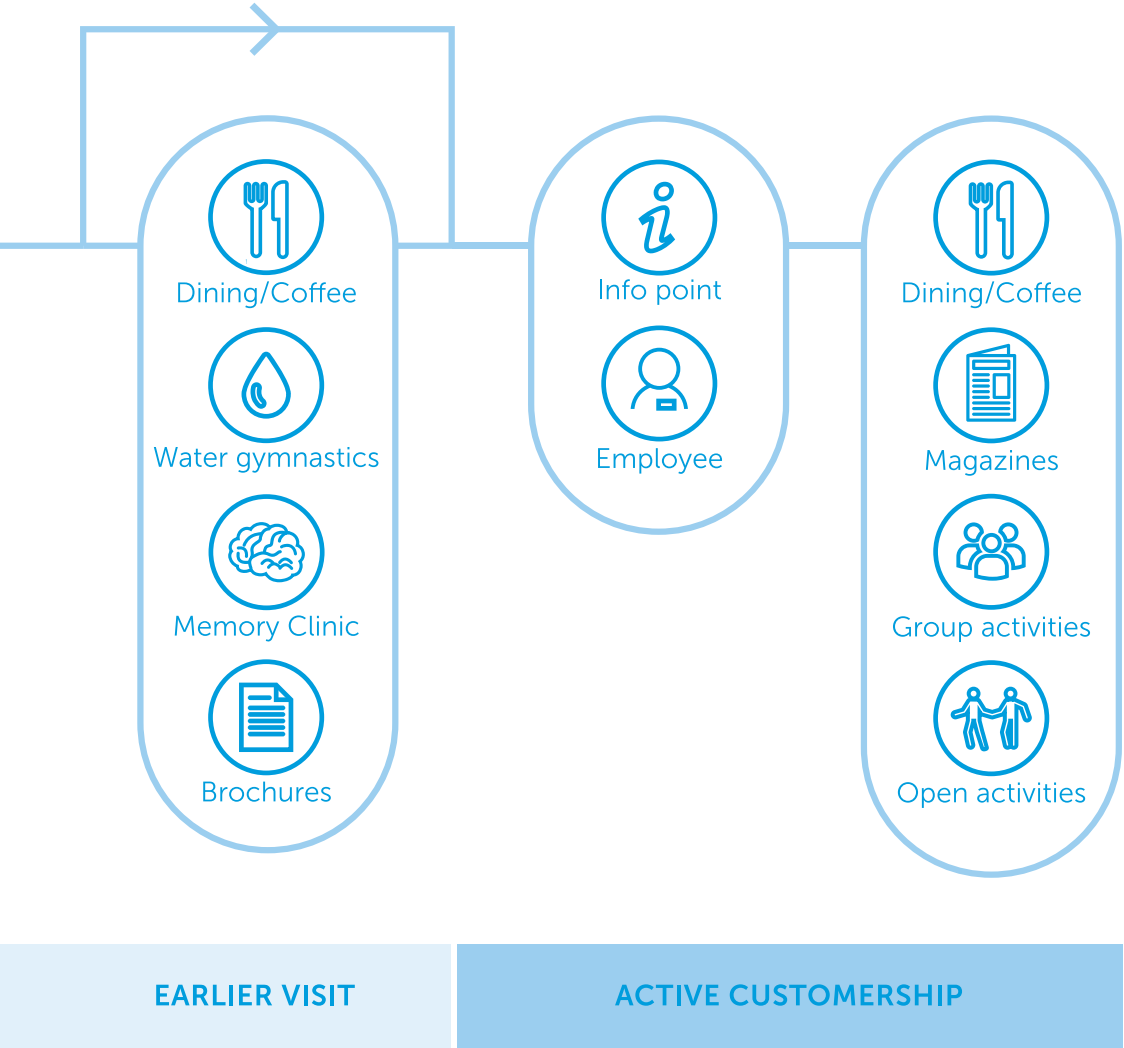 Dining/Coffee
Water gymnastics
Memory Clinic
Brochures
Info point
Employee
Dining/Coffee
Magazines
Group activities
Open activities
EARLIER VISIT
ACTIVE CUSTOMERSHIP